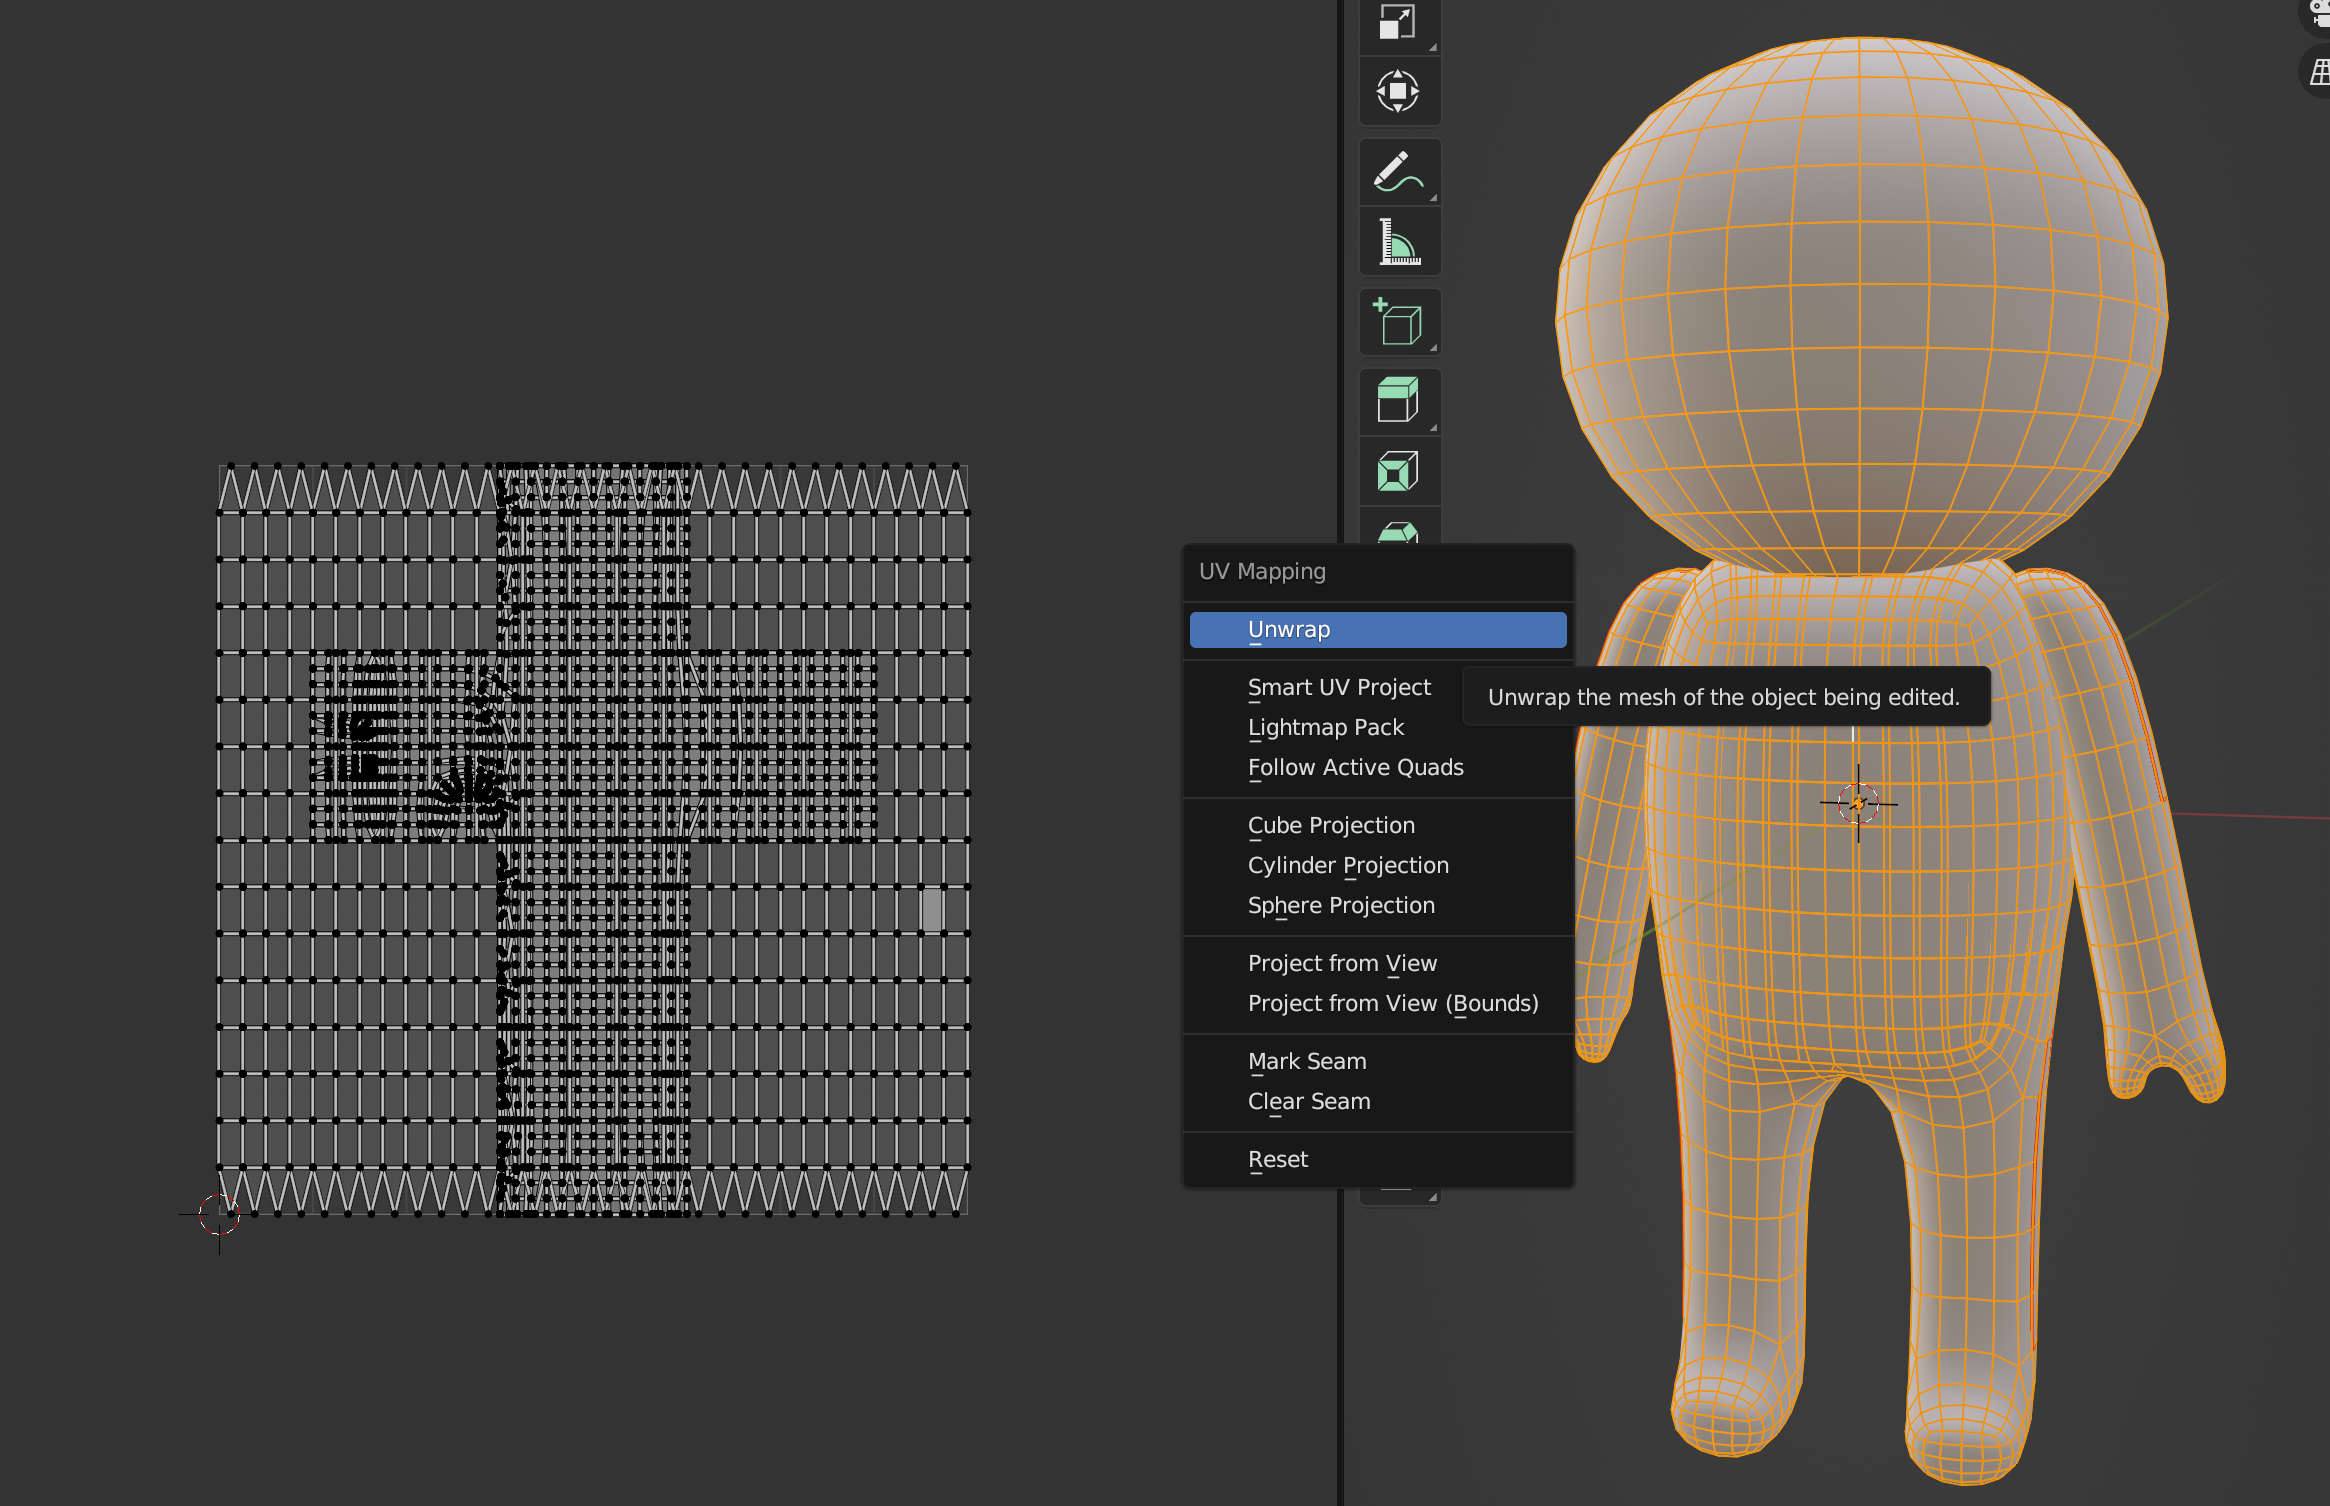 UV Mapping
Unwrap
Unwrap the mesh of the object being edited.
Smart UV Project
Lightmap Pack
Follow Active Quads
Cube Projection
Cylinder Projection
Sphere Projection
Project from View
Project from View (Bounds)
Mark Seam
Clear Seam
Reset